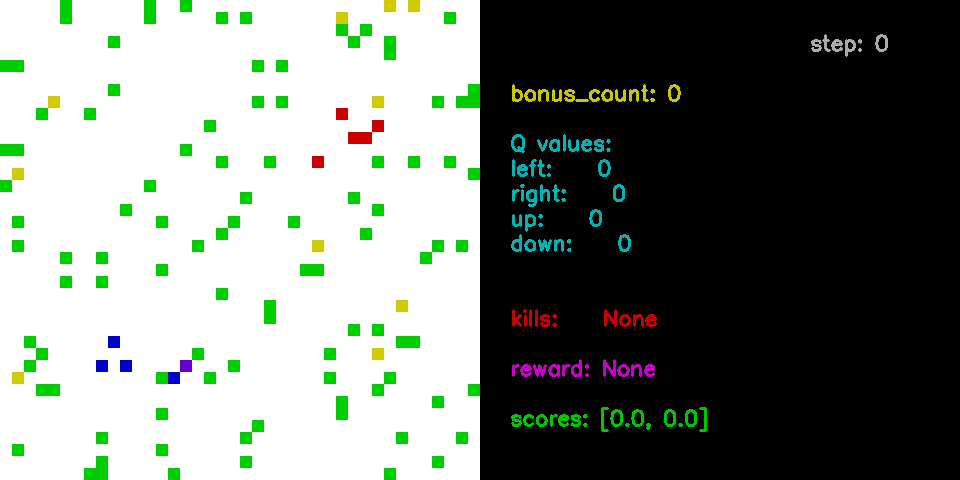 step: 0
bonus_count: 0
Q values:
left: 0
right: 0
up: 0
down: 0
kills: None
reward: None
scores: [0.0, 0.0]